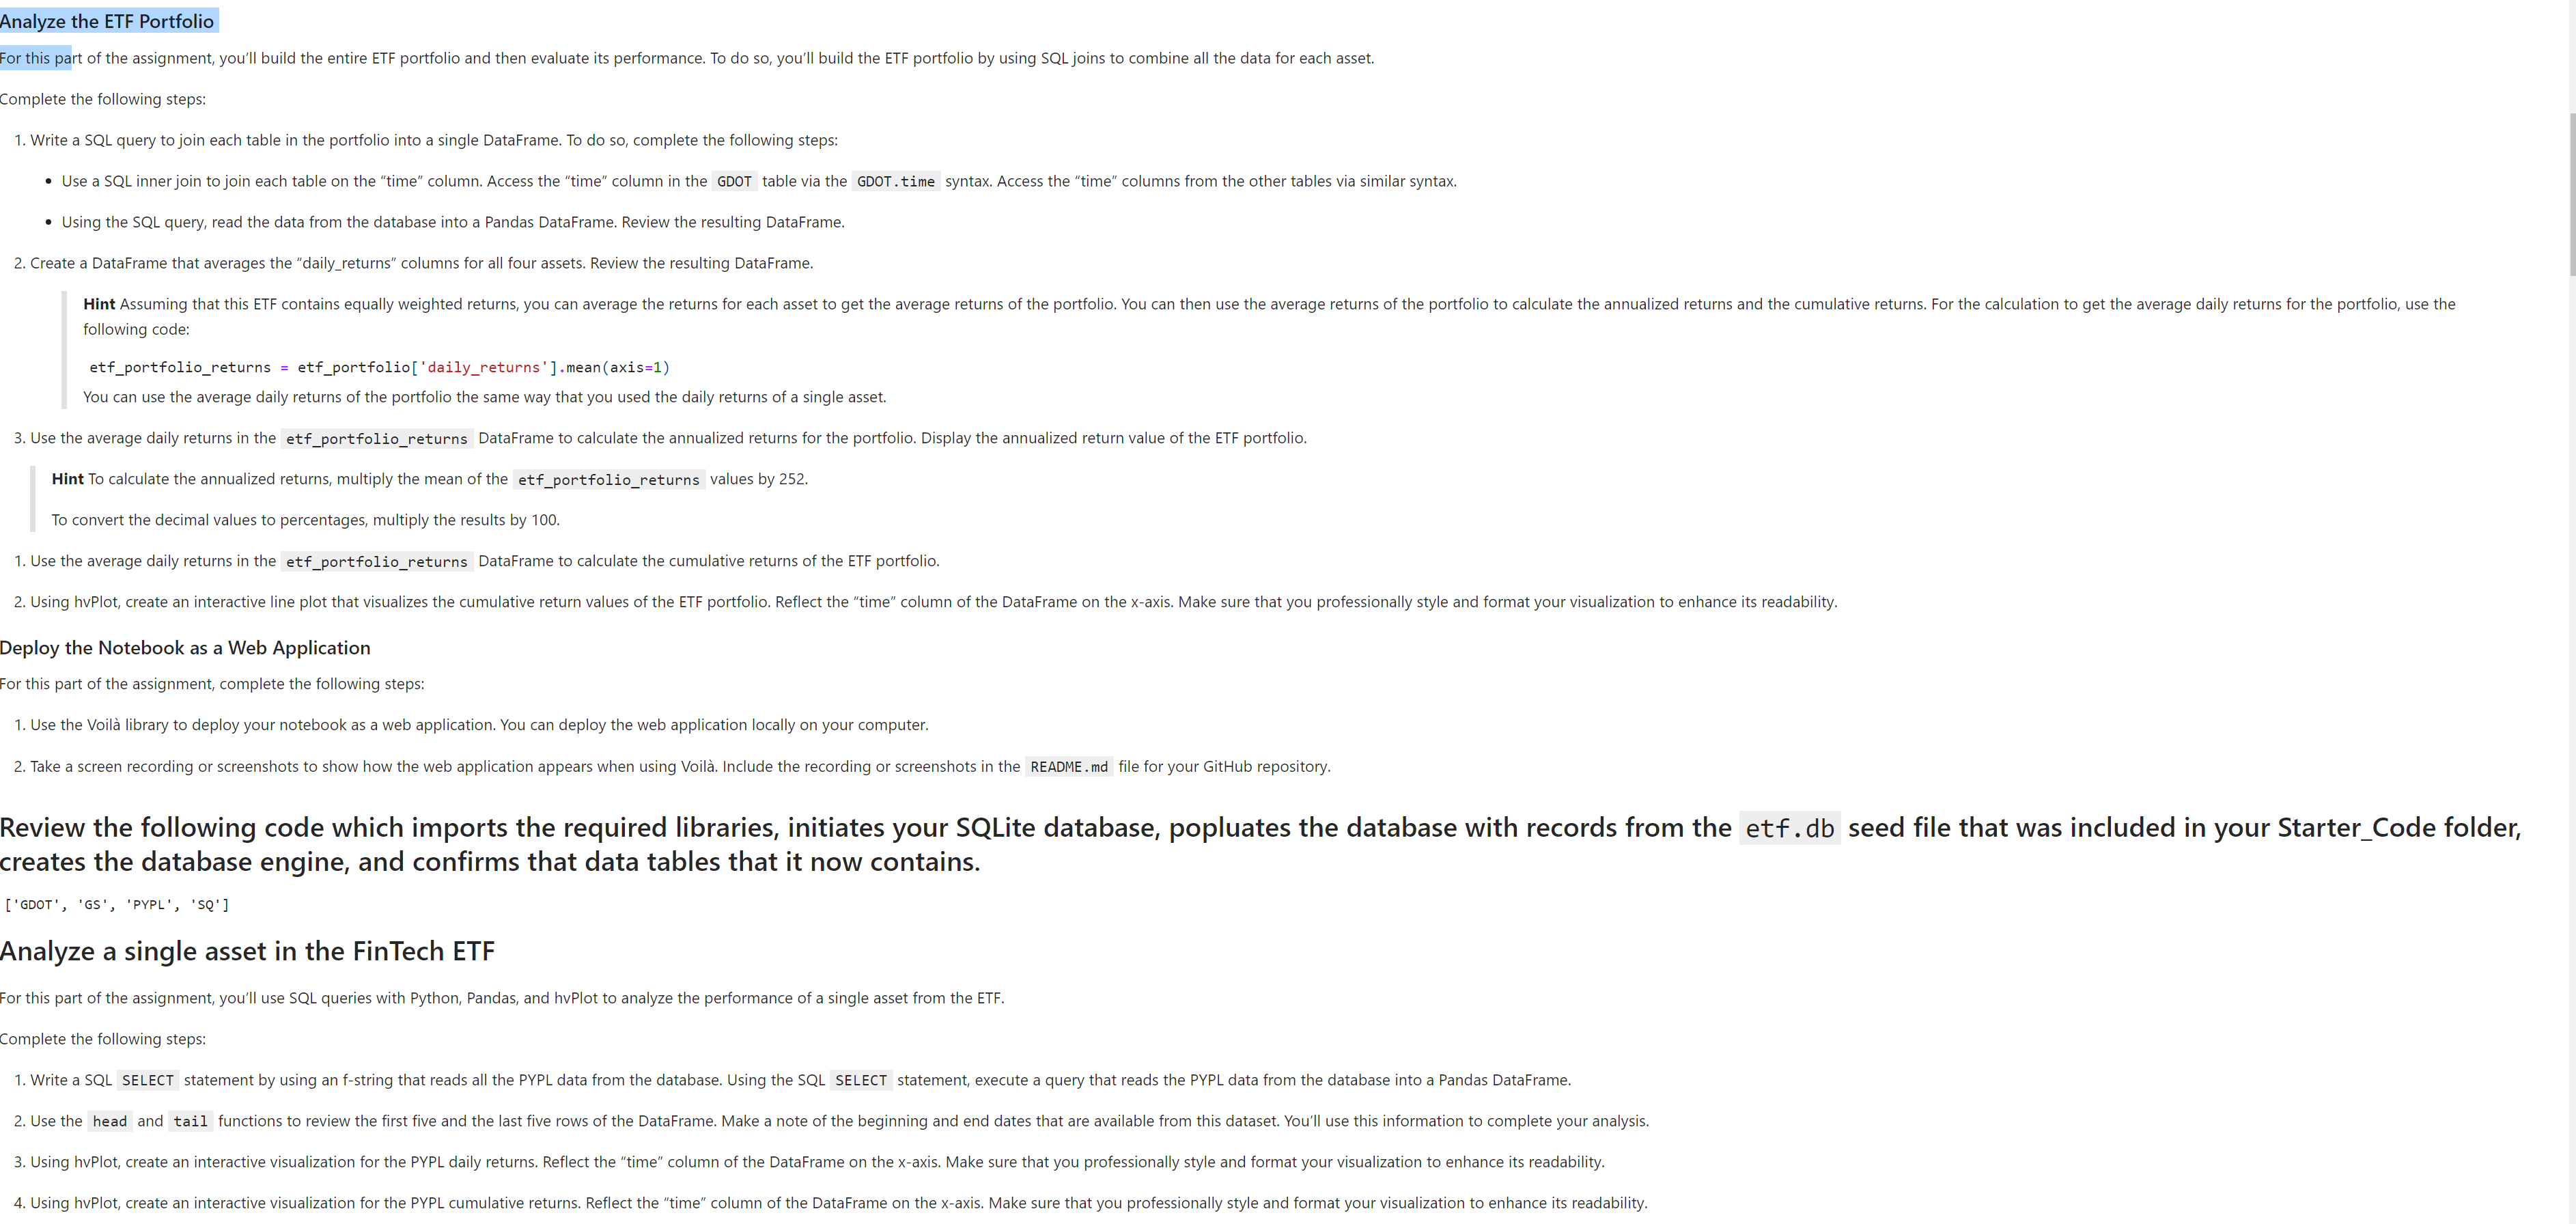 Analyze the ETF Portfolio
For this part of the assignment, you’ll build the entire ETF portfolio and then evaluate its performance. To do so, you’ll build the ETF portfolio by using SQL joins to combine all the data for each asset.
Complete the following steps:
1. Write a SQL query to join each table in the portfolio into a single DataFrame. To do so, complete the following steps:
• Use a SQL inner join to join each table on the “time” column. Access the “time” column in the GDOT table via the GDOT.time syntax. Access the “time” columns from the other tables via similar syntax.
• Using the SQL query, read the data from the database into a Pandas DataFrame. Review the resulting DataFrame.
2. Create a DataFrame that averages the “daily_returns” columns for all four assets. Review the resulting DataFrame.
Hint Assuming that this ETF contains equally weighted returns, you can average the returns for each asset to get the average returns of the portfolio. You can then use the average returns of the portfolio to calculate the annualized returns and the cumulative returns. For the calculation to get the average daily returns for the portfolio, use the
following code:
etf_portfolio_returns = etf_portfolio['daily_returns'].mean(axis=1)
You can use the average daily returns of the portfolio the same way that you used the daily returns of a single asset.
3. Use the average daily returns in the etf_portfolio_returns DataFrame to calculate the annualized returns for the portfolio. Display the annualized return value of the ETF portfolio.
Hint To calculate the annualized returns, multiply the mean of the etf_portfolio_returns values by 252.
To convert the decimal values to percentages, multiply the results by 100.
1. Use the average daily returns in the etf_portfolio_returns DataFrame to calculate the cumulative returns of the ETF portfolio.
2. Using hvPlot, create an interactive line plot that visualizes the cumulative return values of the ETF portfolio. Reflect the “time” column of the DataFrame on the x-axis. Make sure that you professionally style and format your visualization to enhance its readability.
Deploy the Notebook as a Web Application
For this part of the assignment, complete the following steps:
1. Use the Voilà library to deploy your notebook as a web application. You can deploy the web application locally on your computer.
2. Take a screen recording or screenshots to show how the web application appears when using Voilà. Include the recording or screenshots in the README.md file for your GitHub repository.
Review the following code which imports the required libraries, initiates your SQLite database, popluates the database with records from the etf.db seed file that was included in your Starter_Code folder,
creates the database engine, and confirms that data tables that it now contains.
['GDOT', 'GS', 'PYPL', 'SQ']
Analyze a single asset in the FinTech ETF
For this part of the assignment, you’ll use SQL queries with Python, Pandas, and hvPlot to analyze the performance of a single asset from the ETF.
Complete the following steps:
1. Write a SQL SELECT statement by using an f-string that reads all the PYPL data from the database. Using the SQL SELECT statement, execute a query that reads the PYPL data from the database into a Pandas DataFrame.
2. Use the head and tail functions to review the first five and the last five rows of the DataFrame. Make a note of the beginning and end dates that are available from this dataset. You’ll use this information to complete your analysis.
3. Using hvPlot, create an interactive visualization for the PYPL daily returns. Reflect the “time” column of the DataFrame on the x-axis. Make sure that you professionally style and format your visualization to enhance its readability.
4. Using hvPlot, create an interactive visualization for the PYPL cumulative returns. Reflect the “time” column of the DataFrame on the x-axis. Make sure that you professionally style and format your visualization to enhance its readability.